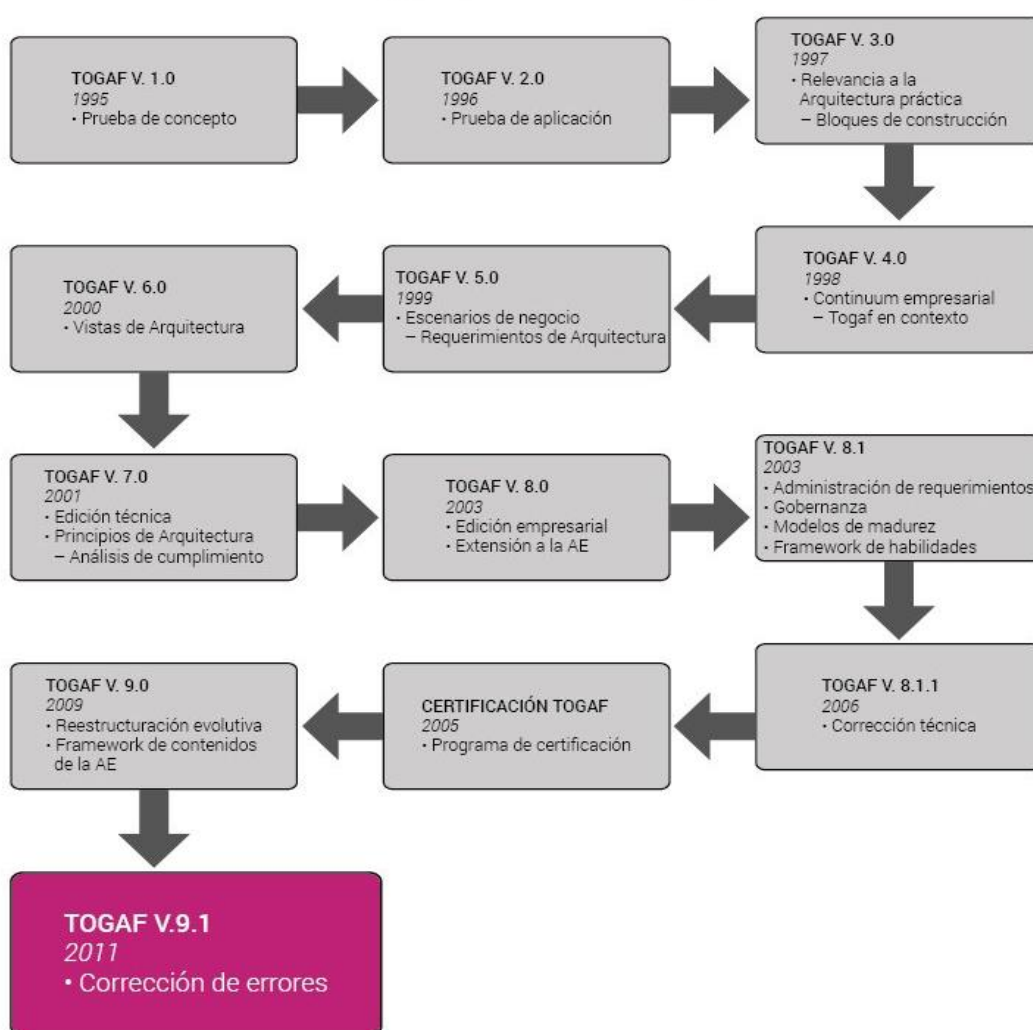 TOGAF V. 1.0
1995
• Prueba de concepto
TOGAF V. 2.0
1996
• Prueba de aplicación
TOGAF V. 3.0
1997
• Relevancia a la
Arquitectura práctica
– Bloques de construcción
TOGAF V. 4.0
1998
• Continuum empresarial
– Togaf en contexto
TOGAF V. 5.0
1999
• Escenarios de negocio
– Requerimientos de Arquitectura
TOGAF V. 6.0
2000
• Vistas de Arquitectura
TOGAF V. 7.0
2001
• Edición técnica
• Principios de Arquitectura
– Análisis de cumplimiento
TOGAF V. 8.0
2003
• Edición empresarial
• Extensión a la AE
TOGAF V. 8.1
2003
• Administración de requerimientos
• Gobernanza
• Modelos de madurez
• Framework de habilidades
TOGAF V. 8.1.1
2006
• Corrección técnica
CERTIFICACIÓN TOGAF
2005
• Programa de certificación
TOGAF V. 9.0
2009
• Reestructuración evolutiva
• Framework de contenidos
de la AE
TOGAF V.9.1
2011
• Corrección de errores